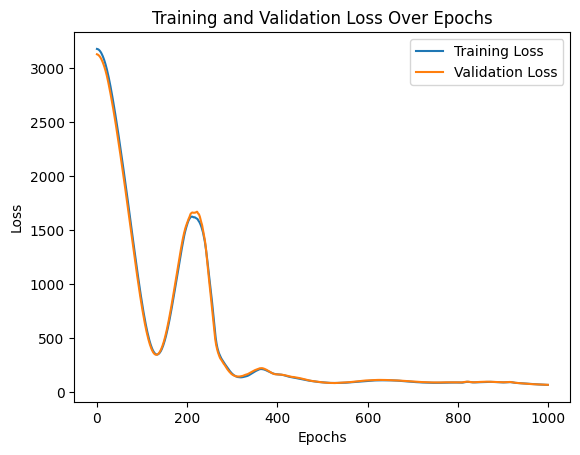 Training and Validation Loss Over Epochs
Training Loss
Validation Loss
3000
2500
2000
1500
1000
500
0
Loss
0 200 400 600 800 1000
Epochs